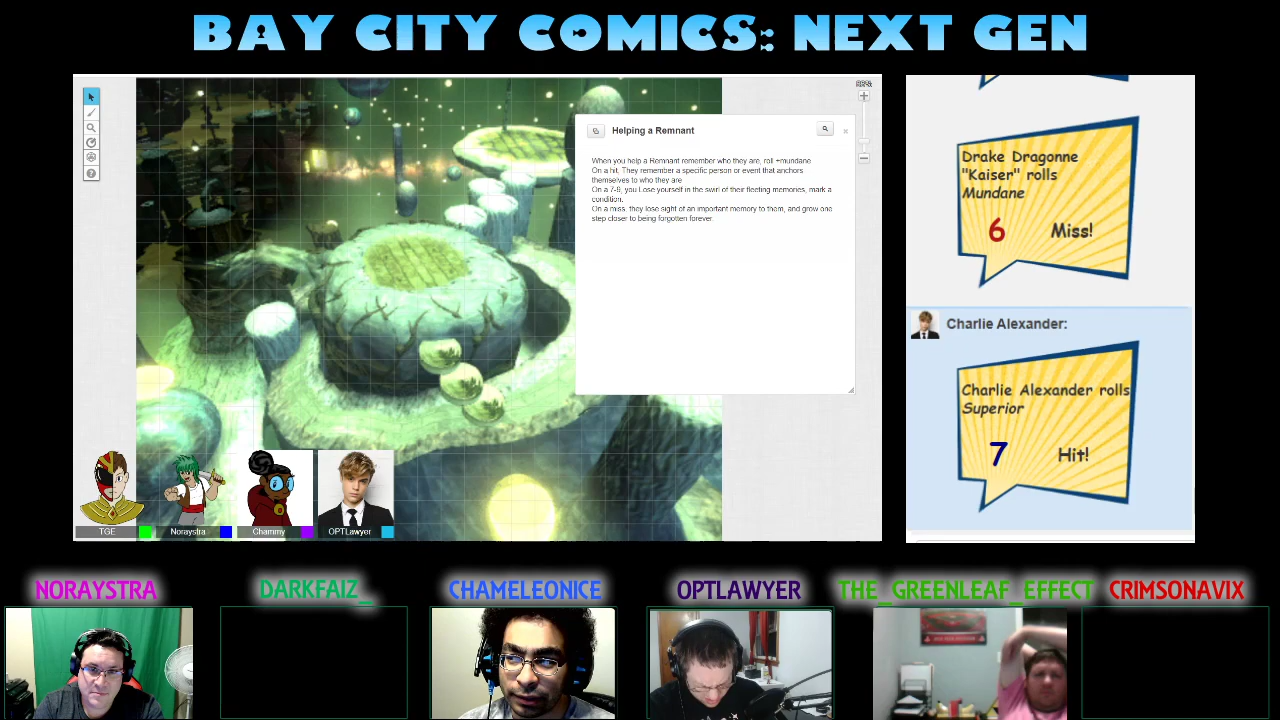 BAY CITY COMICS: NEXT GEN
Helping a Remnant
When you help a Remnant remember who they are, roll +mundane.
On a hit, They remember a specific person or event that anchors
themselves to who they are
On a 7-9, you Lose yourself in the swirl of their fleeting memories, mark a
condition.
On a miss, they lose sight of an important memory to them, and grow one
step closer to being forgotten forever.
Drake Dragonne
"Kaiser" rolls
Mundane
6 Miss!
Charlie Alexander:
Charlie Alexander rolls
Superior
7 Hit!
TGE
Noraystra
Chammy
OPTLawyer
NORAYSTRA
DARKFAIZ_
CHAMELEONICE
OPTLAWYER
THE_GREENLEAF_EFFECT
CRIMSONAVIX